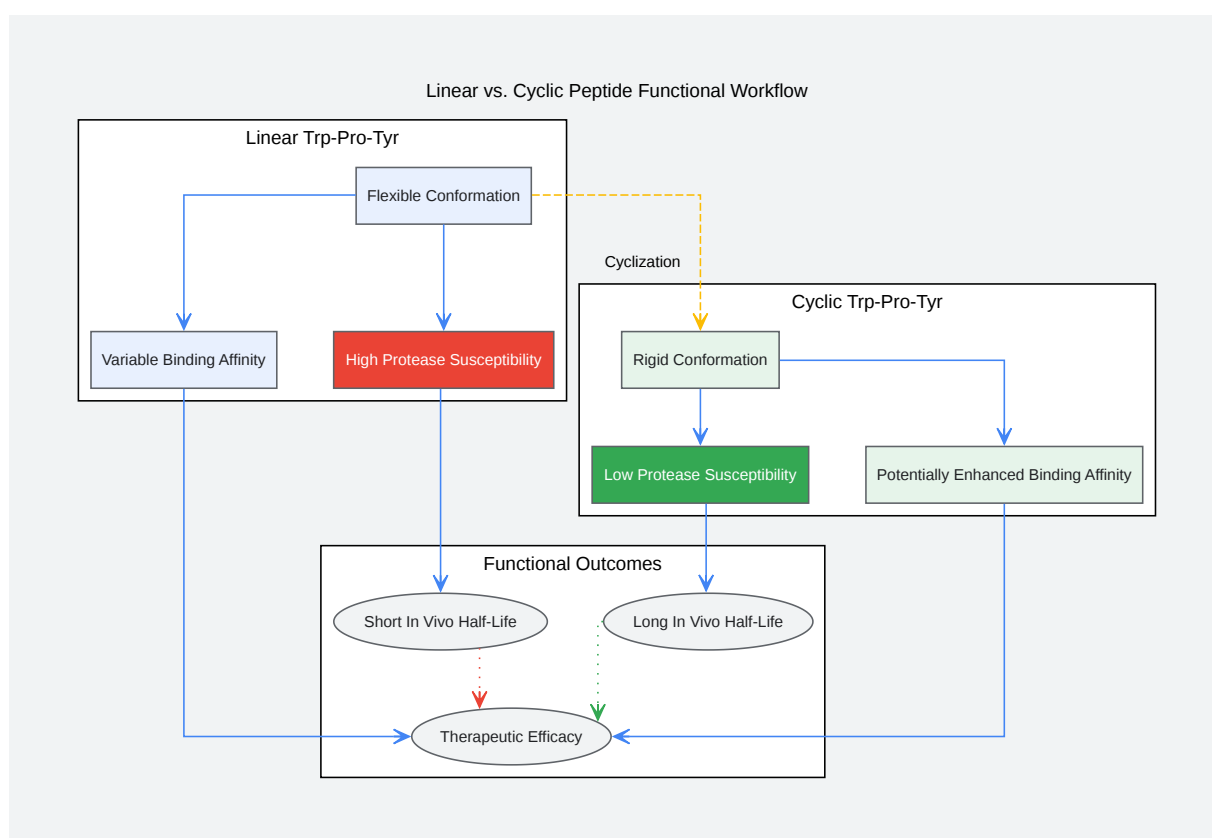 Linear vs. Cyclic Peptide Functional Workflow
Linear Trp-Pro-Tyr
Flexible Conformation
Cyclization
Cyclic Trp-Pro-Tyr
Variable Binding Affinity
High Protease Susceptibility
Rigid Conformation
Low Protease Susceptibility
Potentially Enhanced Binding Affinity
Functional Outcomes
Short In Vivo Half-Life
Long In Vivo Half-Life
Therapeutic Efficacy